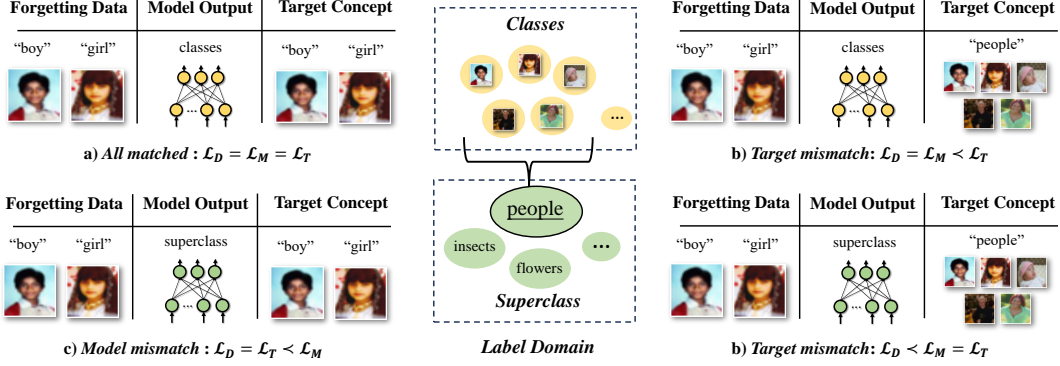 Forgetting Data Model Output Target Concept
“boy” “girl” classes
a) All matched : 𝓛_D = 𝓛_M = 𝓛_T
Forgetting Data Model Output Target Concept
“boy” “girl” superclass “boy” “girl”
c) Model mismatch : 𝓛_D = 𝓛_T ≺ 𝓛_M
Classes
...
people
insects
...
flowers
Superclass
Label Domain
Forgetting Data Model Output Target Concept
“boy” “girl” classes “people”
b) Target mismatch: 𝓛_D = 𝓛_M ≺ 𝓛_T
Forgetting Data Model Output Target Concept
“boy” “girl” superclass “people”
b) Target mismatch: 𝓛_D ≺ 𝓛_M = 𝓛_T